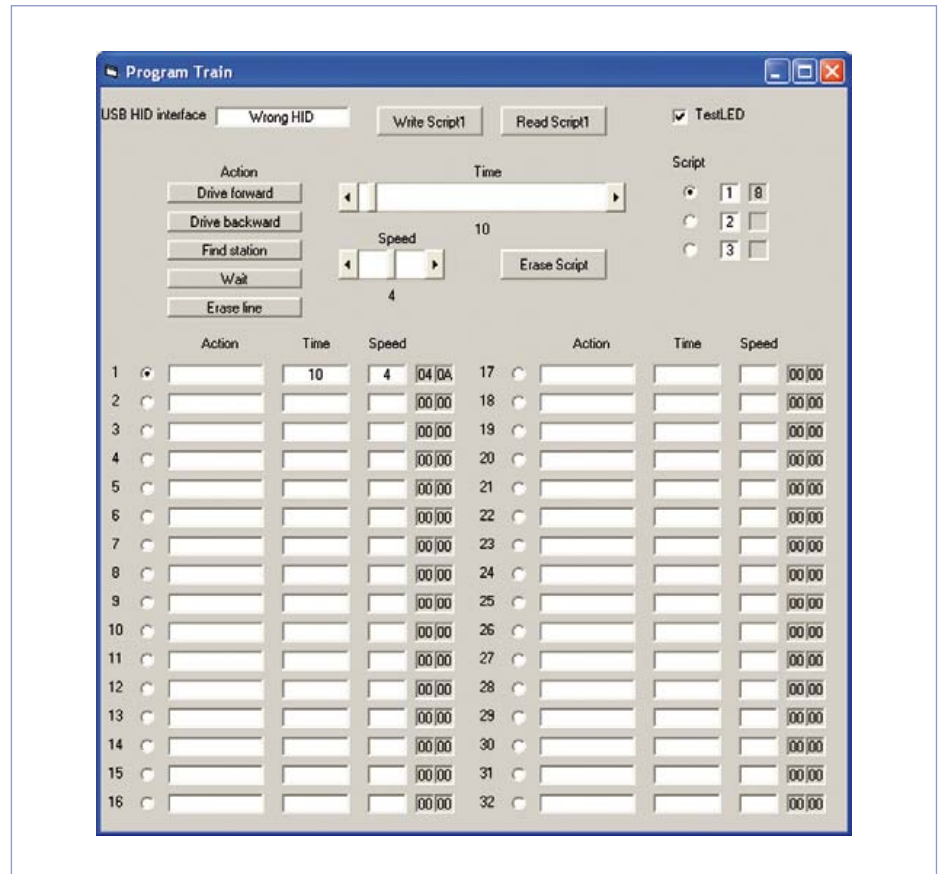 Program Train
USB HID interface Wrong HID Write Script1 Read Script1 TestLED
Action Time Script
Drive forward 1 8
Drive backward 10 2
Find station Speed Erase Script 3
Wait
4
Erase line
Action Time Speed Action Time Speed
1 10 4 04 0A 17 00 00
2 00 00 18 00 00
3 00 00 19 00 00
4 00 00 20 00 00
5 00 00 21 00 00
6 00 00 22 00 00
7 00 00 23 00 00
8 00 00 24 00 00
9 00 00 25 00 00
10 00 00 26 00 00
11 00 00 27 00 00
12 00 00 28 00 00
13 00 00 29 00 00
14 00 00 30 00 00
15 00 00 31 00 00
16 00 00 32 00 00